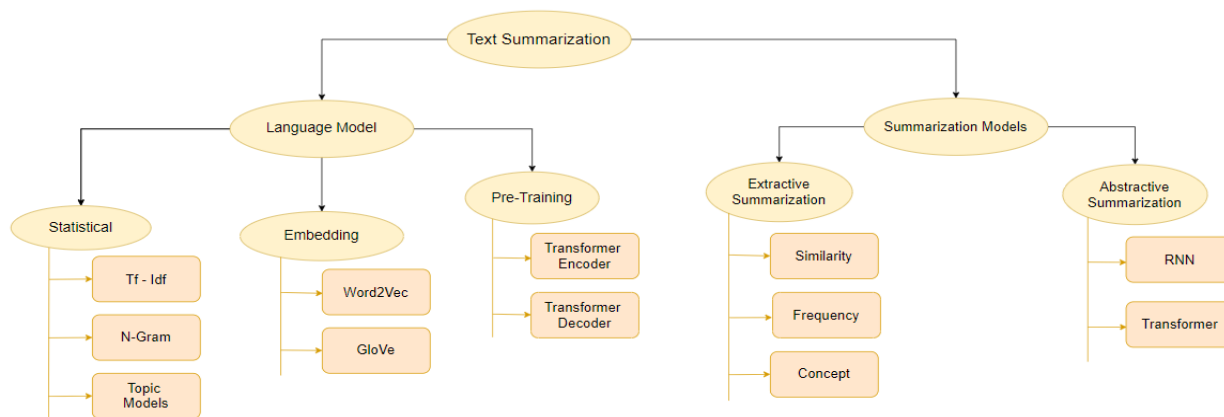 Text Summarization
Language Model
Summarization Models
Statistical
Tf - Idf
N-Gram
Topic
Models
Embedding
Word2Vec
GloVe
Pre-Training
Transformer
Encoder
Transformer
Decoder
Extractive
Summarization
Similarity
Frequency
Concept
Abstractive
Summarization
RNN
Transformer